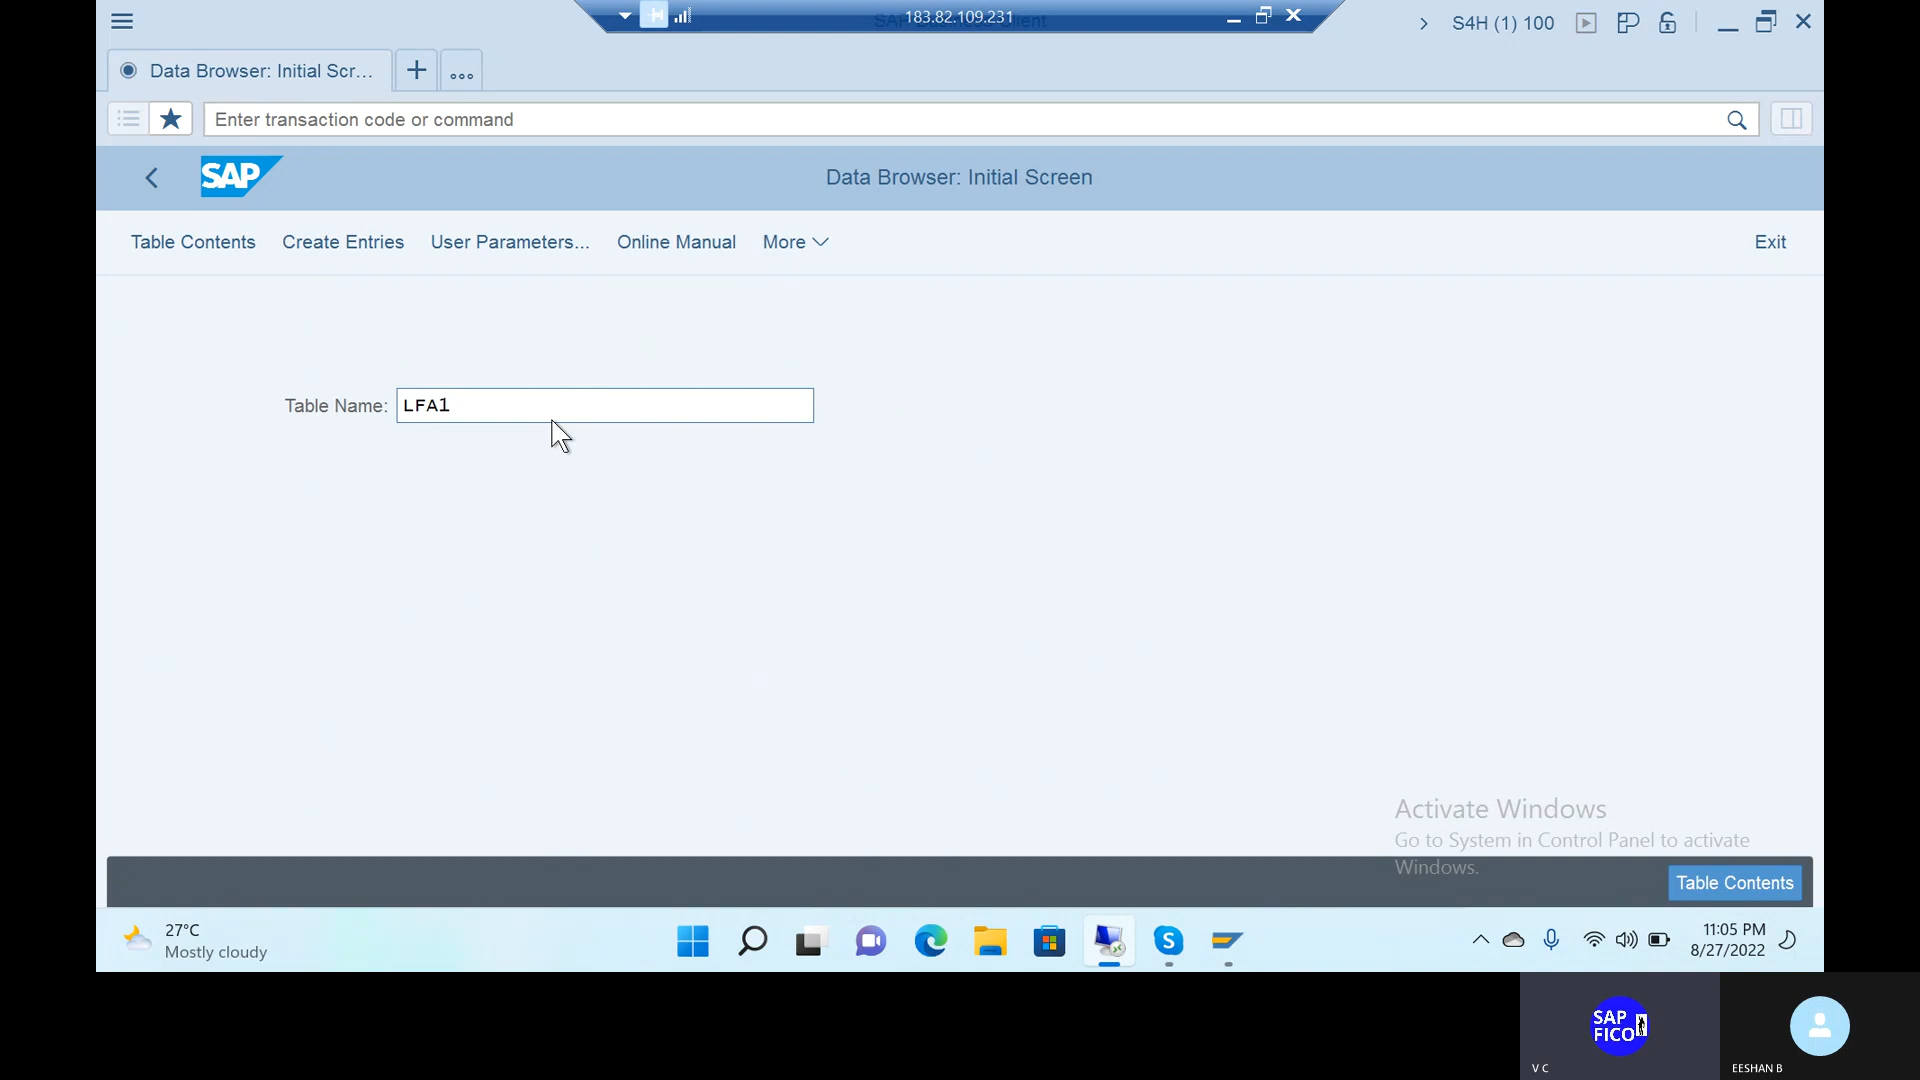 183.82.109.231
S4H (1) 100
Data Browser: Initial Scr...
Enter transaction code or command
SAP
Data Browser: Initial Screen
Table Contents Create Entries User Parameters... Online Manual More Exit
Table Name: LFA1
Activate Windows
Go to System in Control Panel to activate
Windows.
Table Contents
27°C
Mostly cloudy
11:05 PM
8/27/2022
SAP
FICO
V C
EESHAN B